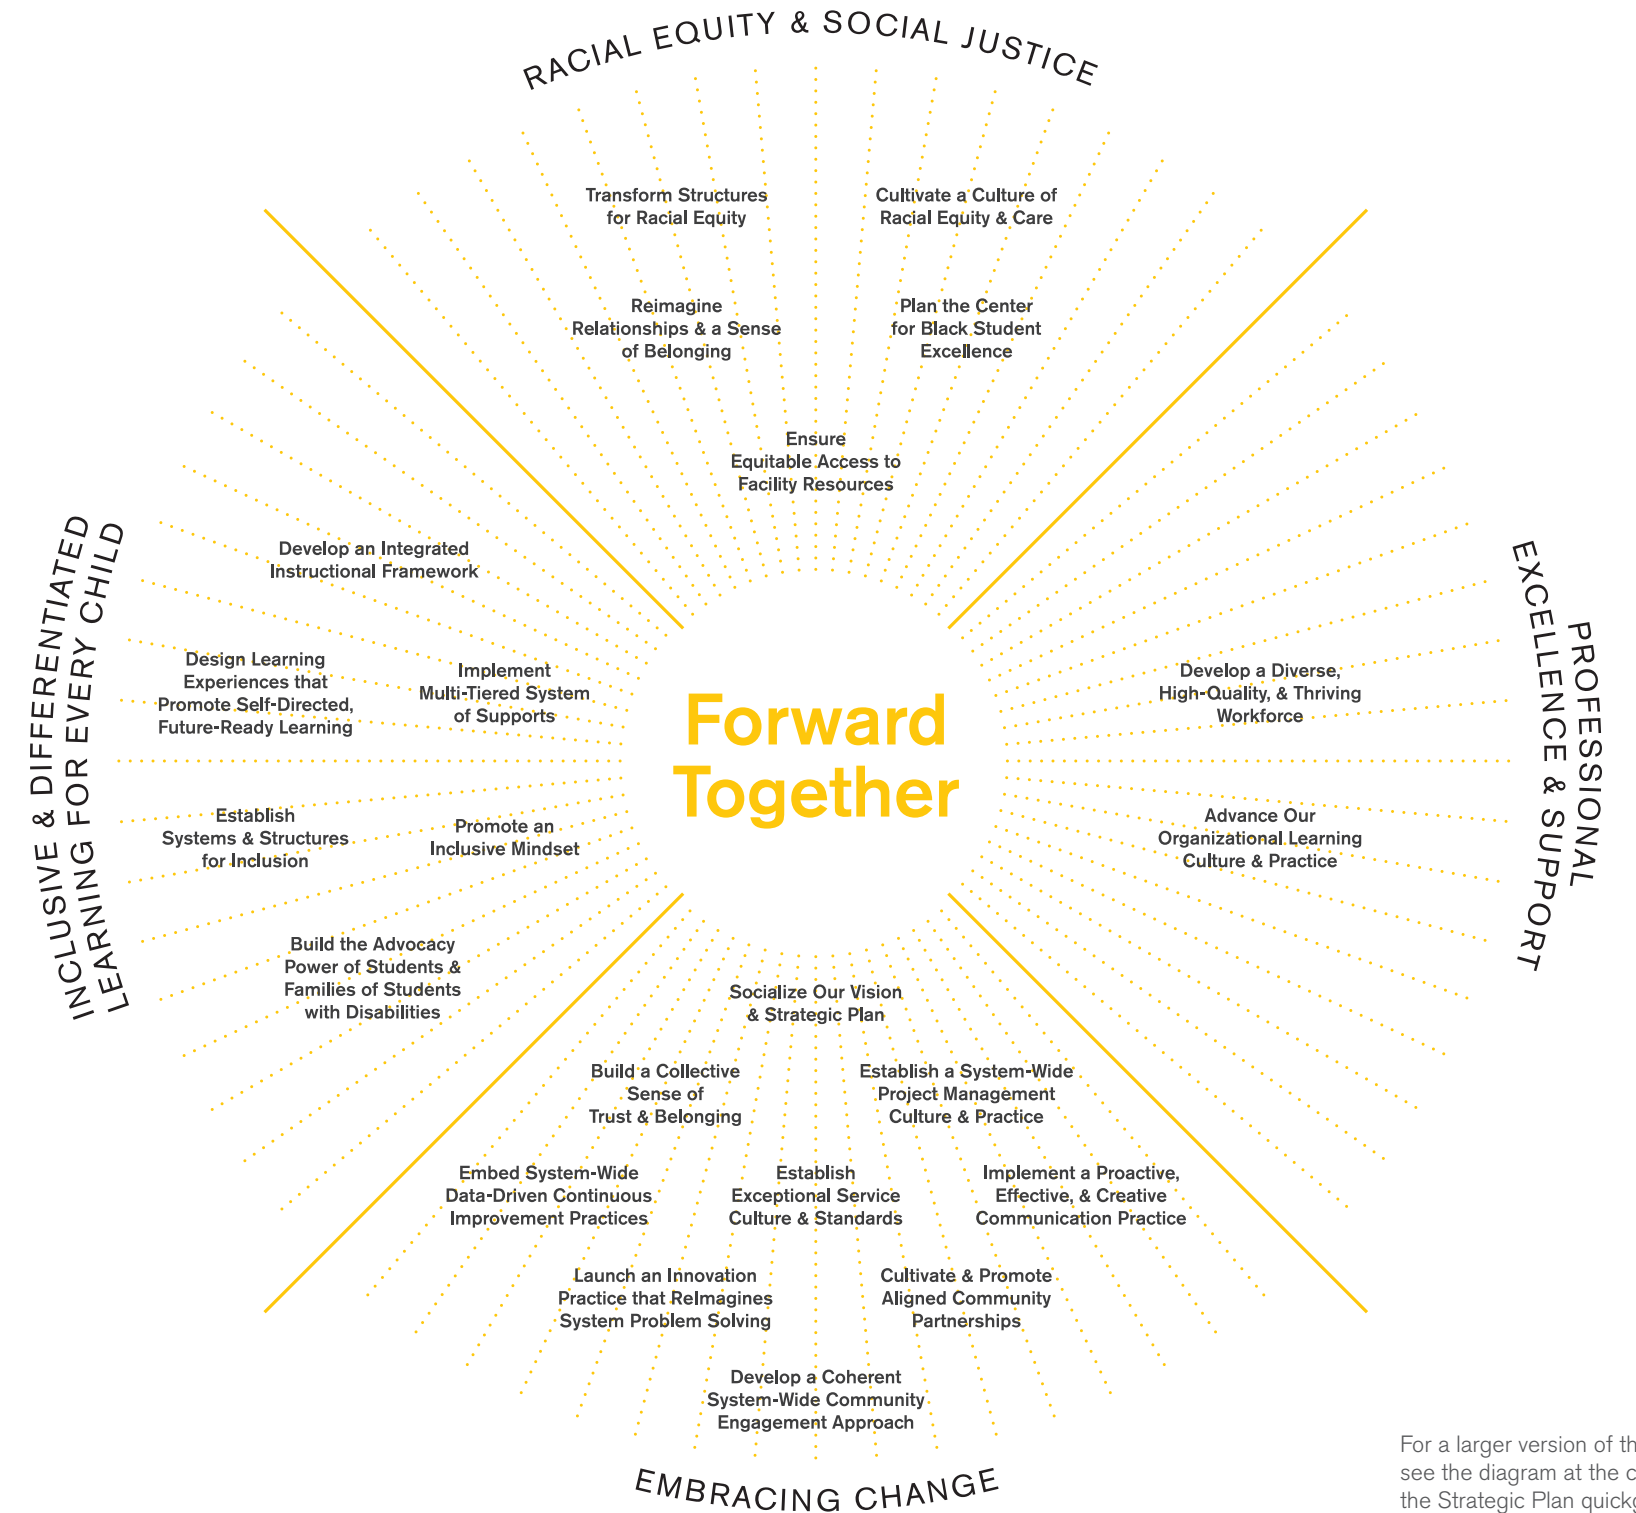 RACIAL EQUITY & SOCIAL JUSTICE
Transform Structures
for Racial Equity
Cultivate a Culture of
Racial Equity & Care
Reimagine
Relationships & a Sense
of Belonging
Plan the Center
for Black Student
Excellence
Ensure
Equitable Access to
Facility Resources
INCLUSIVE & DIFFERENTIATED
LEARNING FOR EVERY CHILD
Develop an Integrated
Instructional Framework
Design Learning
Experiences that
Promote Self-Directed,
Future-Ready Learning
Implement
Multi-Tiered System
of Supports
Establish
Systems & Structures
for Inclusion
Promote an
Inclusive Mindset
Build the Advocacy
Power of Students &
Families of Students
with Disabilities
Forward
Together
PROFESSIONAL
EXCELLENCE & SUPPORT
Develop a Diverse,
High-Quality, & Thriving
Workforce
Advance Our
Organizational Learning
Culture & Practice
Socialize Our Vision
& Strategic Plan
Build a Collective
Sense of
Trust & Belonging
Establish a System-Wide
Project Management
Culture & Practice
Embed System-Wide
Data-Driven Continuous
Improvement Practices
Establish
Exceptional Service
Culture & Standards
Implement a Proactive,
Effective, & Creative
Communication Practice
Launch an Innovation
Practice that ReImagines
System Problem Solving
Cultivate & Promote
Aligned Community
Partnerships
Develop a Coherent
System-Wide Community
Engagement Approach
EMBRACING CHANGE
For a larger version of
see the diagram at the
the Strategic Plan